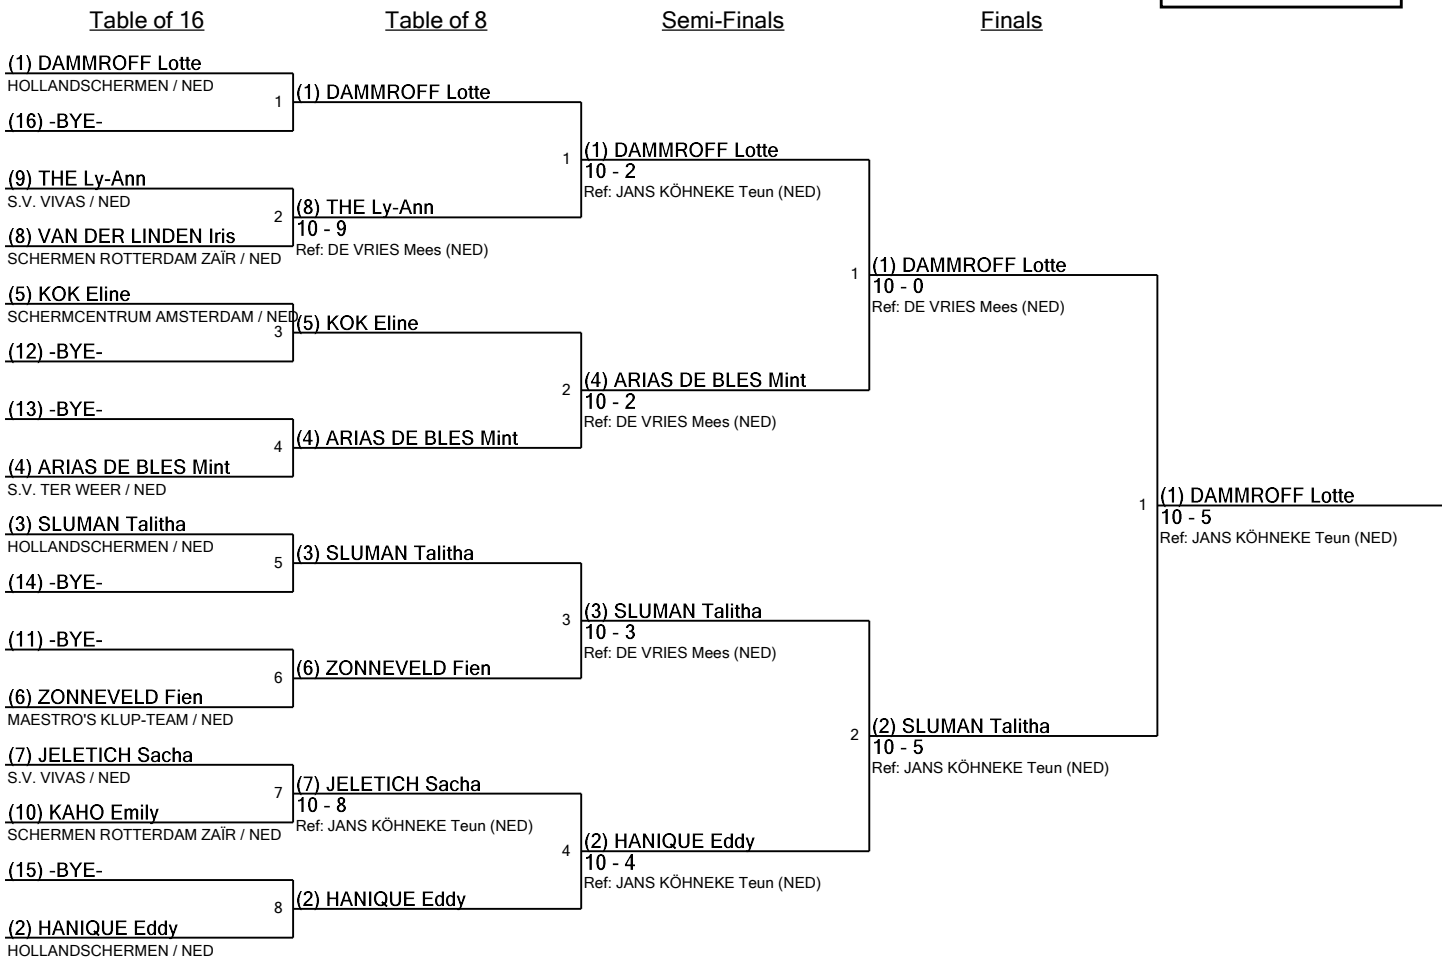 Table of 16
Table of 8
Semi-Finals
Finals
(1) DAMMROFF Lotte
HOLLANDSCHERMEN / NED
1
(16) -BYE-
(9) THE Ly-Ann
S.V. VIVAS / NED
2
(8) VAN DER LINDEN Iris
SCHERMEN ROTTERDAM ZAÏR / NED
(5) KOK Eline
SCHERMCENTRUM AMSTERDAM / NED
3
(12) -BYE-
(13) -BYE-
4
(4) ARIAS DE BLES Mint
S.V. TER WEER / NED
(3) SLUMAN Talitha
HOLLANDSCHERMEN / NED
5
(14) -BYE-
(11) -BYE-
6
(6) ZONNEVELD Fien
MAESTRO'S KLUP-TEAM / NED
(7) JELETICH Sacha
S.V. VIVAS / NED
7
(10) KAHO Emily
SCHERMEN ROTTERDAM ZAÏR / NED
(15) -BYE-
8
(2) HANIQUE Eddy
HOLLANDSCHERMEN / NED
(1) DAMMROFF Lotte
1
(8) THE Ly-Ann
10 - 9
Ref: DE VRIES Mees (NED)
(5) KOK Eline
2
(4) ARIAS DE BLES Mint
(3) SLUMAN Talitha
3
(6) ZONNEVELD Fien
(7) JELETICH Sacha
10 - 8
Ref: JANS KÖHNEKE Teun (NED)
4
(2) HANIQUE Eddy
(1) DAMMROFF Lotte
10 - 2
Ref: JANS KÖHNEKE Teun (NED)
1
(4) ARIAS DE BLES Mint
10 - 2
Ref: DE VRIES Mees (NED)
(3) SLUMAN Talitha
10 - 3
Ref: DE VRIES Mees (NED)
2
(2) HANIQUE Eddy
10 - 4
Ref: JANS KÖHNEKE Teun (NED)
(1) DAMMROFF Lotte
10 - 0
Ref: DE VRIES Mees (NED)
1
(2) SLUMAN Talitha
10 - 5
Ref: JANS KÖHNEKE Teun (NED)
(1) DAMMROFF Lotte
10 - 5
Ref: JANS KÖHNEKE Teun (NED)